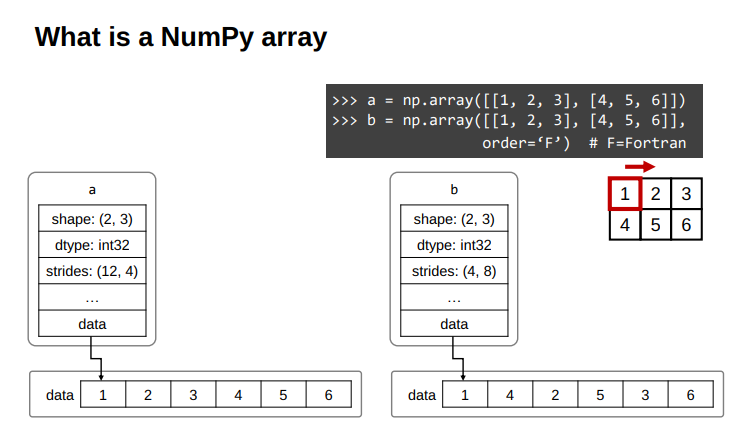 What is a NumPy array
>>> a = np.array([[1, 2, 3], [4, 5, 6]])
>>> b = np.array([[1, 2, 3], [4, 5, 6]],
order=‘F’) # F=Fortran
1 2 3
4 5 6
a
shape: (2, 3)
dtype: int32
strides: (12, 4)
...
data
data 1 2 3 4 5 6
b
shape: (2, 3)
dtype: int32
strides: (4, 8)
...
data
data 1 4 2 5 3 6